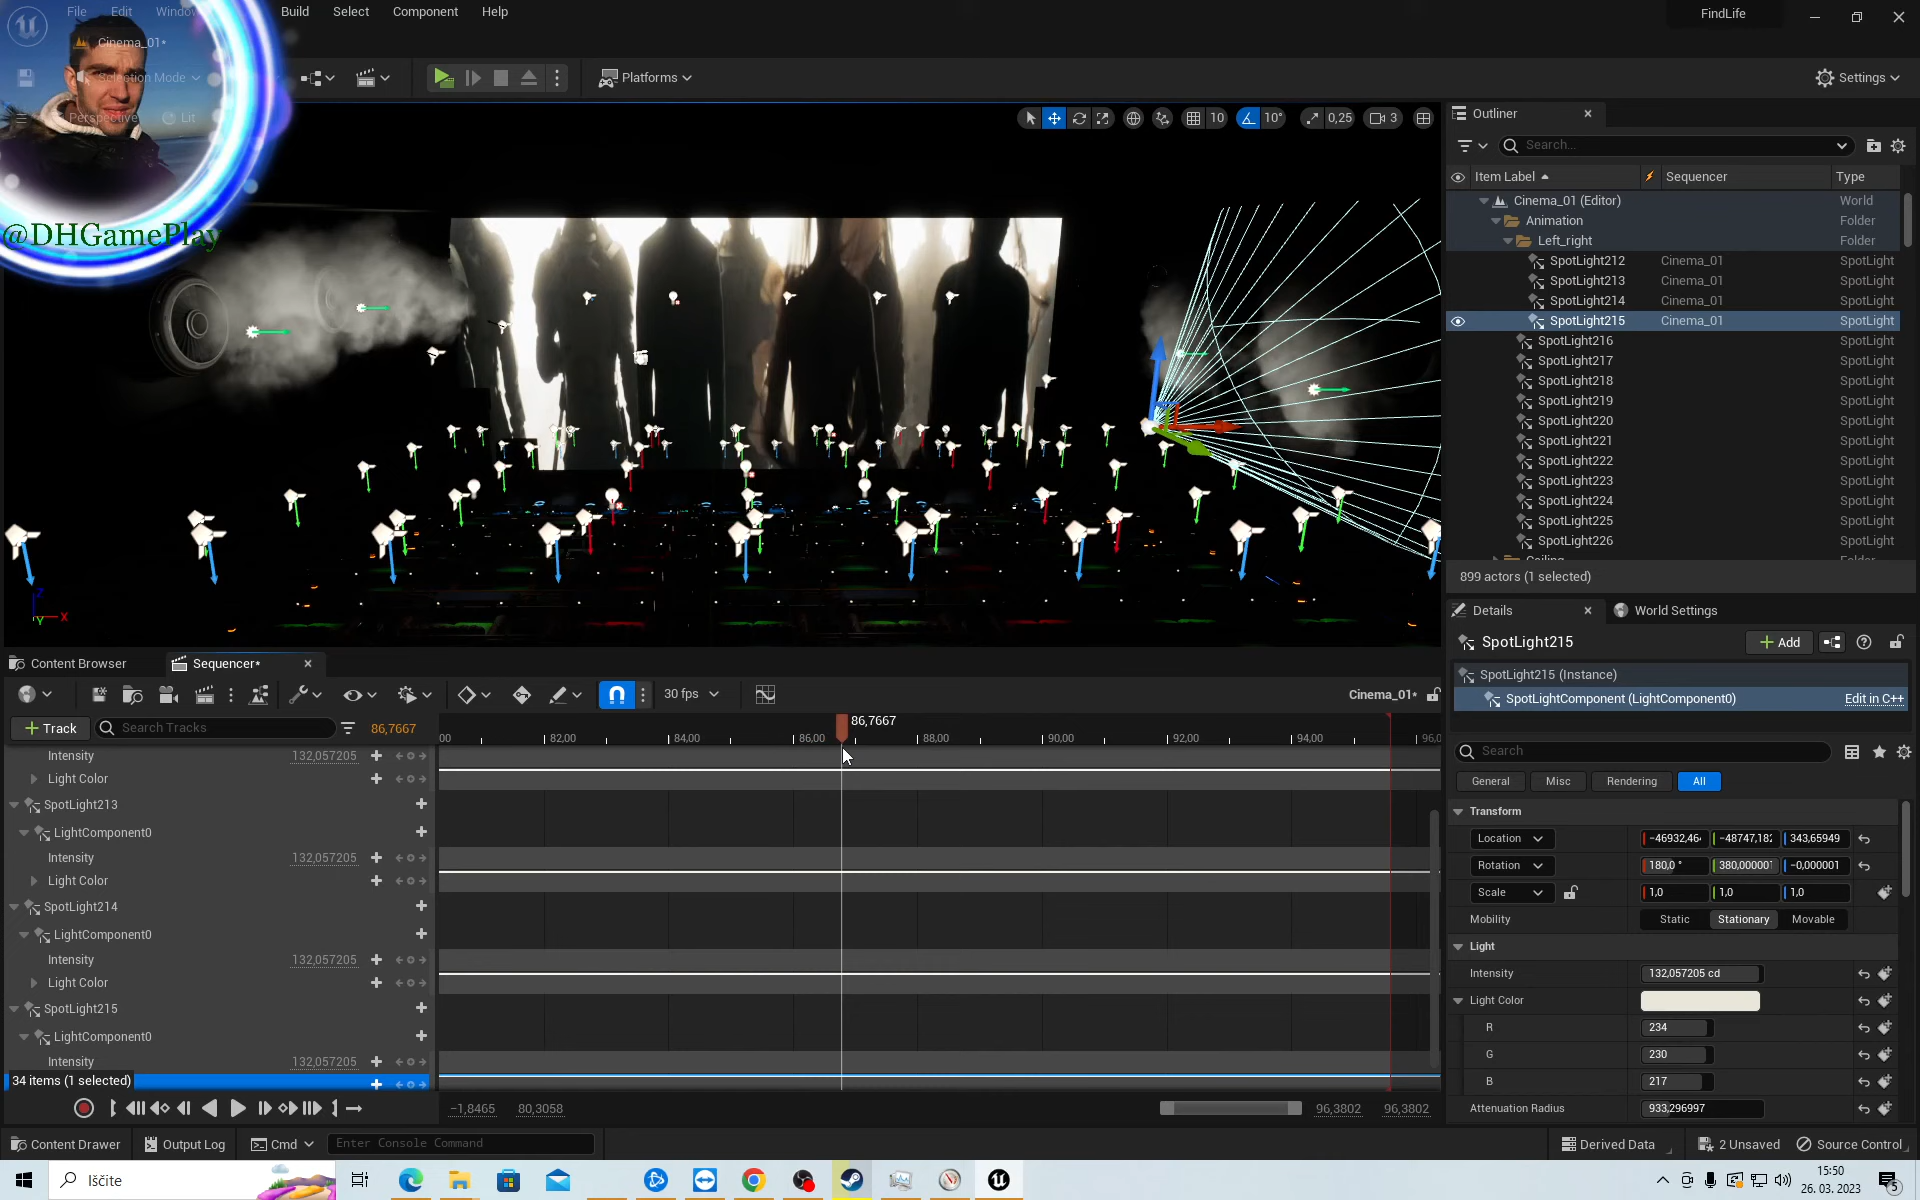 File Edit Window Build Select Component Help
FindLife
Cinema_01*
Selection Mode
Platforms
Settings
Perspective Lit
10 10° 0,25 3
@DHGamePlay
Outliner
Search...
Item Label Sequencer Type
Cinema_01 (Editor) World
Animation Folder
Left_right Folder
SpotLight212 Cinema_01 SpotLight
SpotLight213 Cinema_01 SpotLight
SpotLight214 Cinema_01 SpotLight
SpotLight215 Cinema_01 SpotLight
SpotLight216 SpotLight
SpotLight217 SpotLight
SpotLight218 SpotLight
SpotLight219 SpotLight
SpotLight220 SpotLight
SpotLight221 SpotLight
SpotLight222 SpotLight
SpotLight223 SpotLight
SpotLight224 SpotLight
SpotLight225 SpotLight
SpotLight226 SpotLight
899 actors (1 selected)
Z X Y
Content Browser Sequencer*
30 fps
Cinema_01*
Track Search Tracks 86,7667
86,7667
00 82,00 84,00 86,00 88,00 90,00 92,00 94,00 96,0
Intensity 132,057205
Light Color
SpotLight213
LightComponent0
Intensity 132,057205
Light Color
SpotLight214
LightComponent0
Intensity 132,057205
Light Color
SpotLight215
LightComponent0
Intensity 132,057205
34 items (1 selected)
-1,8465 80,3058 96,3802 96,3802
Details World Settings
SpotLight215 Add
SpotLight215 (Instance)
SpotLightComponent (LightComponent0) Edit in C++
Search
General Misc Rendering All
Transform
Location -46932,46 -48747,182 343,65949
Rotation 180,0 ° 380,000001 -0,000001
Scale 1,0 1,0 1,0
Mobility Static Stationary Movable
Light
Intensity 132,057205 cd
Light Color
R 234
G 230
B 217
Attenuation Radius 933,296997
Content Drawer Output Log Cmd Enter Console Command Derived Data 2 Unsaved Source Control
Iščite
15:50
26. 03. 2023
5